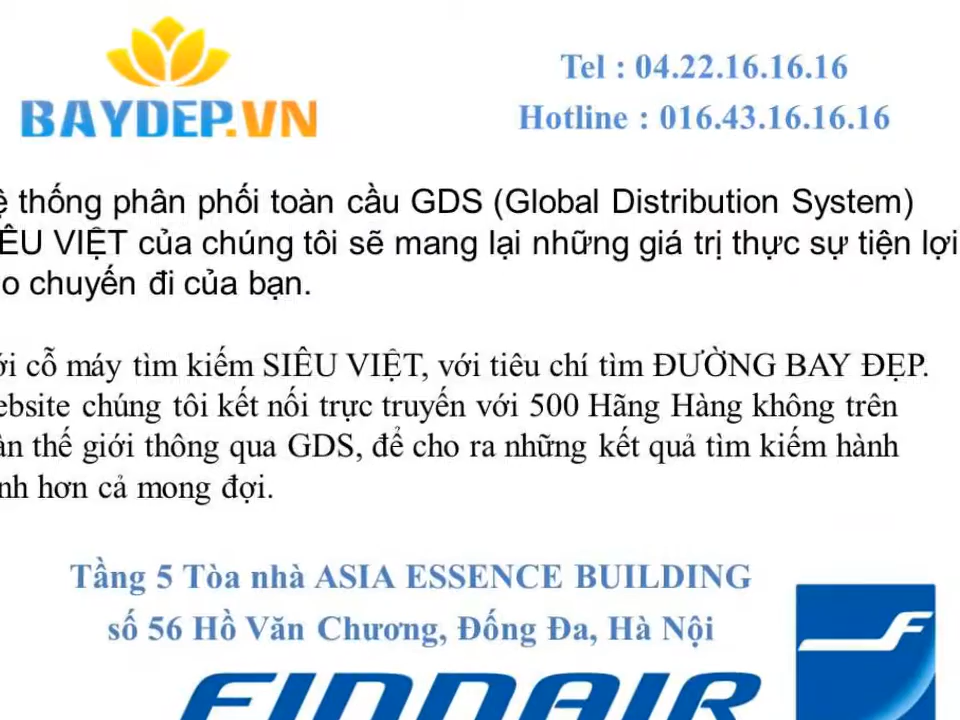 BAYDEP.VN
Tel : 04.22.16.16.16
Hotline : 016.43.16.16.16
thống phân phối toàn cầu GDS (Global Distribution System)
VIỆT của chúng tôi sẽ mang lại những giá trị thực sự tiện lợi
chuyến đi của bạn.
cỗ máy tìm kiếm SIÊU VIỆT, với tiêu chí tìm ĐƯỜNG BAY ĐẸP.
chúng tôi kết nối trực truyến với 500 Hãng Hàng không trên
thế giới thông qua GDS, để cho ra những kết quả tìm kiếm hành
hơn cả mong đợi.
Tầng 5 Tòa nhà ASIA ESSENCE BUILDING
số 56 Hồ Văn Chương, Đống Đa, Hà Nội
FINNAIR